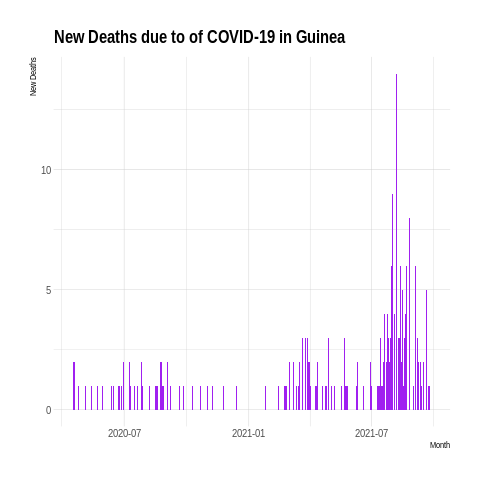 New Deaths due to of COVID-19 in Guinea
New Deaths
10
5
0
2020-07
2021-01
2021-07
Month